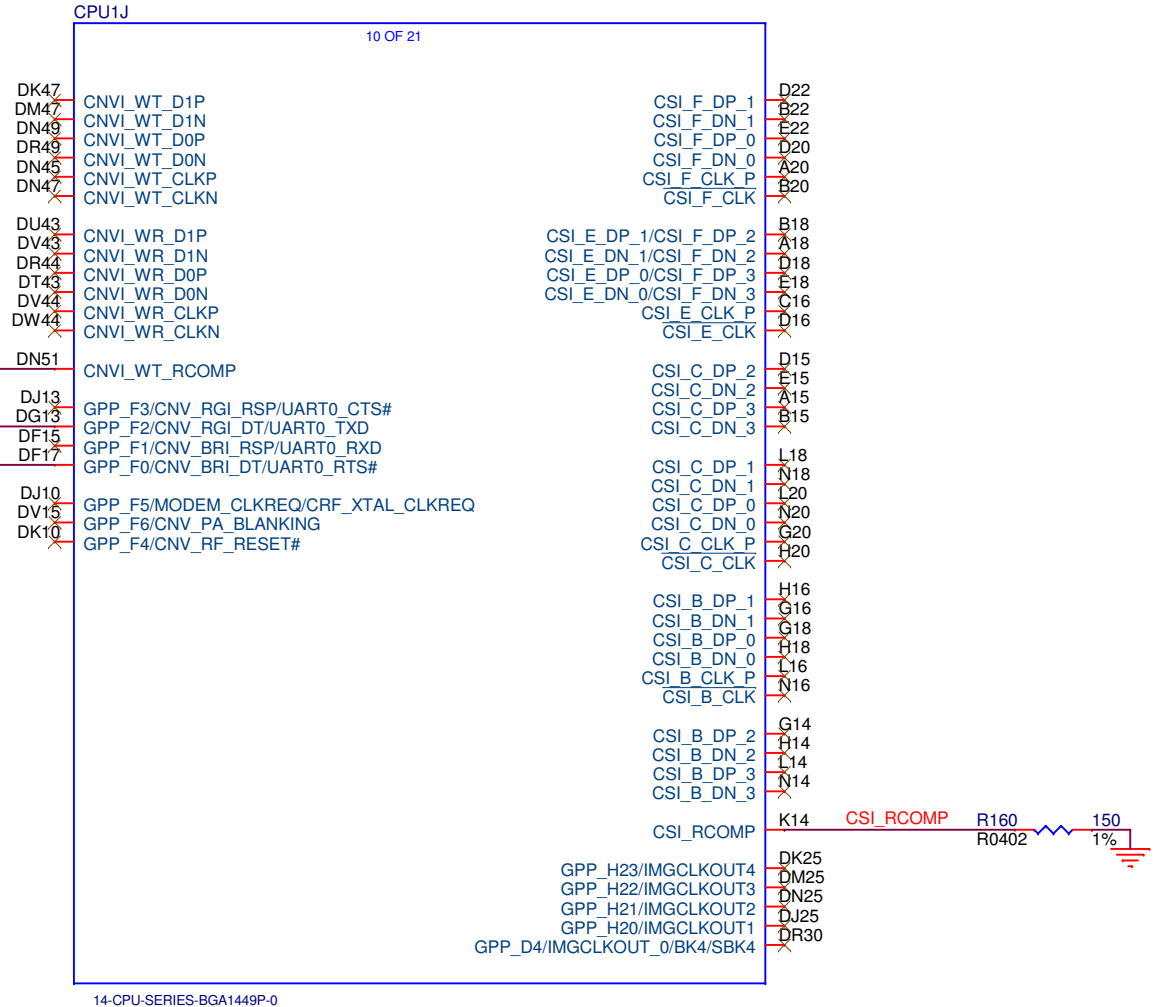 CPU1J
10 OF 21
DK47 CNVI_WT_D1P
DM47 CNVI_WT_D1N
DN49 CNVI_WT_D0P
DR49 CNVI_WT_D0N
DN45 CNVI_WT_CLKP
DN47 CNVI_WT_CLKN
DU43 CNVI_WR_D1P
DV43 CNVI_WR_D1N
DR44 CNVI_WR_D0P
DT43 CNVI_WR_D0N
DV44 CNVI_WR_CLKP
DW44 CNVI_WR_CLKN
DN51 CNVI_WT_RCOMP
DJ13 GPP_F3/CNV_RGI_RSP/UART0_CTS#
DG13 GPP_F2/CNV_RGI_DT/UART0_TXD
DF15 GPP_F1/CNV_BRI_RSP/UART0_RXD
DF17 GPP_F0/CNV_BRI_DT/UART0_RTS#
DJ10 GPP_F5/MODEM_CLKREQ/CRF_XTAL_CLKREQ
DV15 GPP_F6/CNV_PA_BLANKING
DK10 GPP_F4/CNV_RF_RESET#
CSI_F_DP_1 D22
CSI_F_DN_1 B22
CSI_F_DP_0 E22
CSI_F_DN_0 D20
CSI_F_CLK_P A20
CSI_F_CLK B20
CSI_E_DP_1/CSI_F_DP_2 B18
CSI_E_DN_1/CSI_F_DN_2 A18
CSI_E_DP_0/CSI_F_DP_3 D18
CSI_E_DN_0/CSI_F_DN_3 E18
CSI_E_CLK_P C16
CSI_E_CLK D16
CSI_C_DP_2 D15
CSI_C_DN_2 E15
CSI_C_DP_3 A15
CSI_C_DN_3 B15
CSI_C_DP_1 L18
CSI_C_DN_1 N18
CSI_C_DP_0 L20
CSI_C_DN_0 N20
CSI_C_CLK_P G20
CSI_C_CLK H20
CSI_B_DP_1 H16
CSI_B_DN_1 G16
CSI_B_DP_0 G18
CSI_B_DN_0 H18
CSI_B_CLK_P L16
CSI_B_CLK N16
CSI_B_DP_2 G14
CSI_B_DN_2 H14
CSI_B_DP_3 L14
CSI_B_DN_3 N14
CSI_RCOMP K14 CSI_RCOMP R160 150
R0402 1%
GPP_H23/IMGCLKOUT4 DK25
GPP_H22/IMGCLKOUT3 DM25
GPP_H21/IMGCLKOUT2 DN25
GPP_H20/IMGCLKOUT1 DJ25
GPP_D4/IMGCLKOUT_0/BK4/SBK4 DR30
14-CPU-SERIES-BGA1449P-0